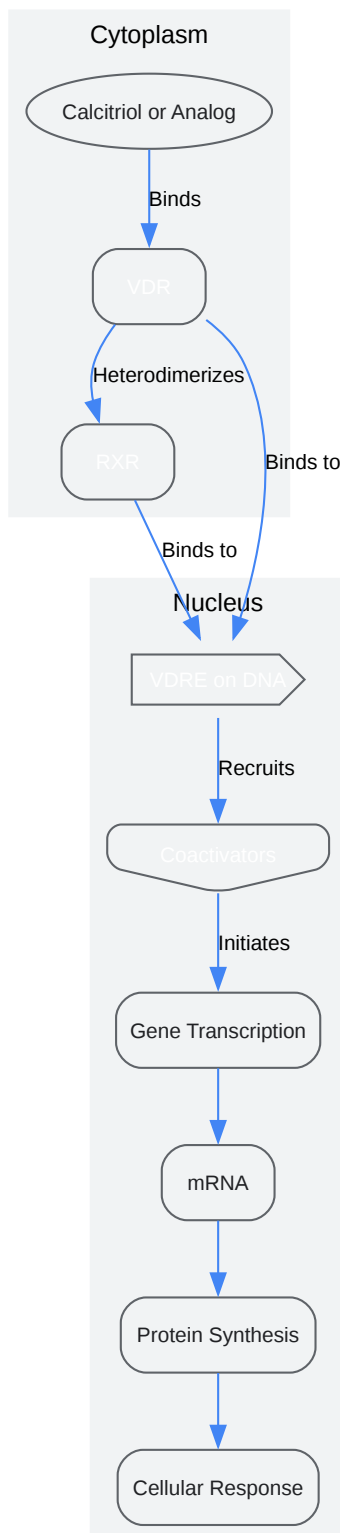 Cytoplasm
Calcitriol or Analog
Binds
VDR
Heterodimerizes
RXR
Binds to
Binds to
Nucleus
VDRE on DNA
Recruits
Coactivators
Initiates
Gene Transcription
mRNA
Protein Synthesis
Cellular Response